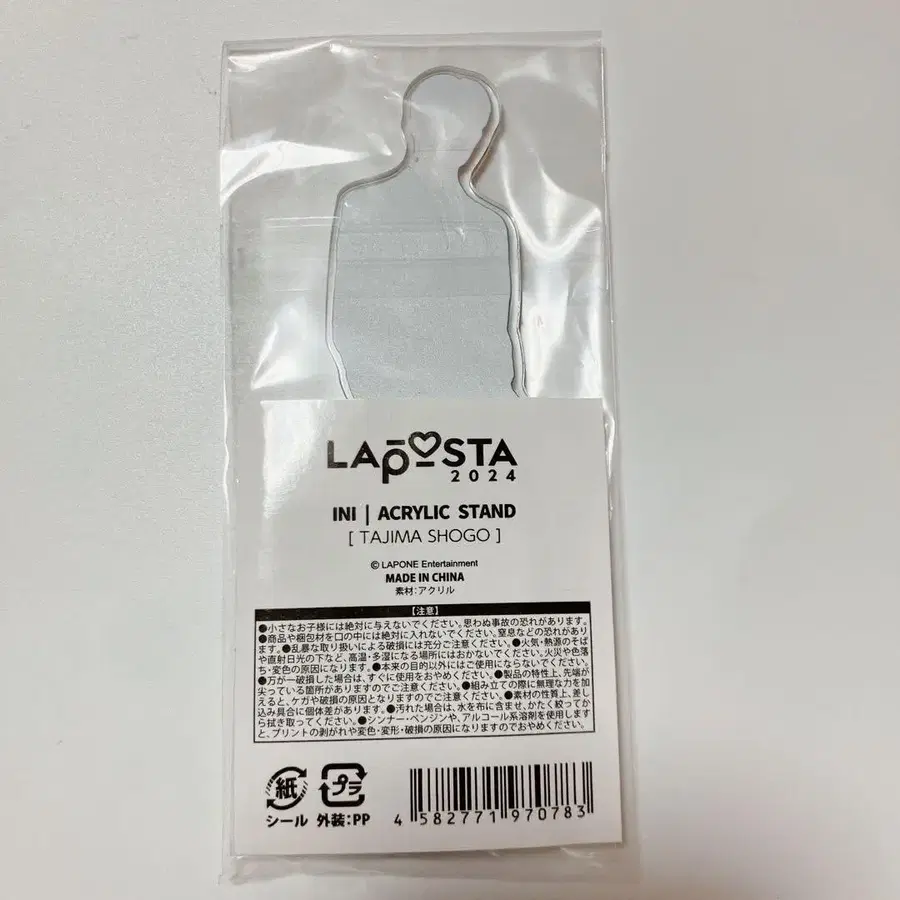 LAPOSTA
2024
INI | ACRYLIC STAND
[ TAJIMA SHOGO ]
© LAPONE Entertainment
MADE IN CHINA
素材:アクリル
【注意】
●小さなお子様には絶対に与えないでください。思わぬ事故の恐れがあります。
●商品や梱包材を口の中には絶対に入れないでください。窒息などの恐れがありま
す。●乱暴な取り扱いによる破損には充分ご注意ください。●火気・熱源のそば
や直射日光の下など、高温・多湿になる場所にはおかないでください。火災や色落
ち・変色の原因になります。●本来の目的以外にはご使用にならないでください。
●万が一破損した場合は、すぐに使用をおやめください。●製品の特性上、先端が
尖っている箇所がありますのでご注意ください。●組み立ての際に無理な力を加
えると、ケガや破損の原因となりますのでご注意ください。●素材の性質上、差し
込み具合に個体差があります。●汚れた場合は、水を布に含ませ、かたく絞ってか
ら拭き取ってください。●シンナー・ベンジンや、アルコール系溶剤を使用します
と、プリントの剥がれや変色・変形・破損の原因になりますのでおやめください。
紙 プラ
シール 外装:PP
4 582771 970783